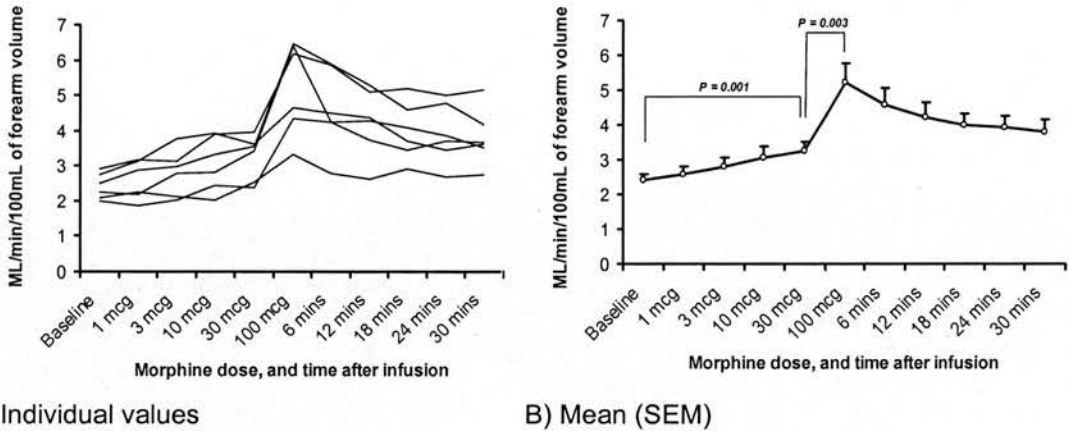 7
6
5
4
3
2
1
0
ML/min/100mL of forearm volume
Baseline
1 mcg
3 mcg
10 mcg
30 mcg
100 mcg
6 mins
12 mins
18 mins
24 mins
30 mins
Morphine dose, and time after infusion
Individual values
P = 0.003
P = 0.001
7
6
5
4
3
2
1
0
ML/min/100mL of forearm volume
Baseline
1 mcg
3 mcg
10 mcg
30 mcg
100 mcg
6 mins
12 mins
18 mins
24 mins
30 mins
Morphine dose, and time after infusion
B) Mean (SEM)